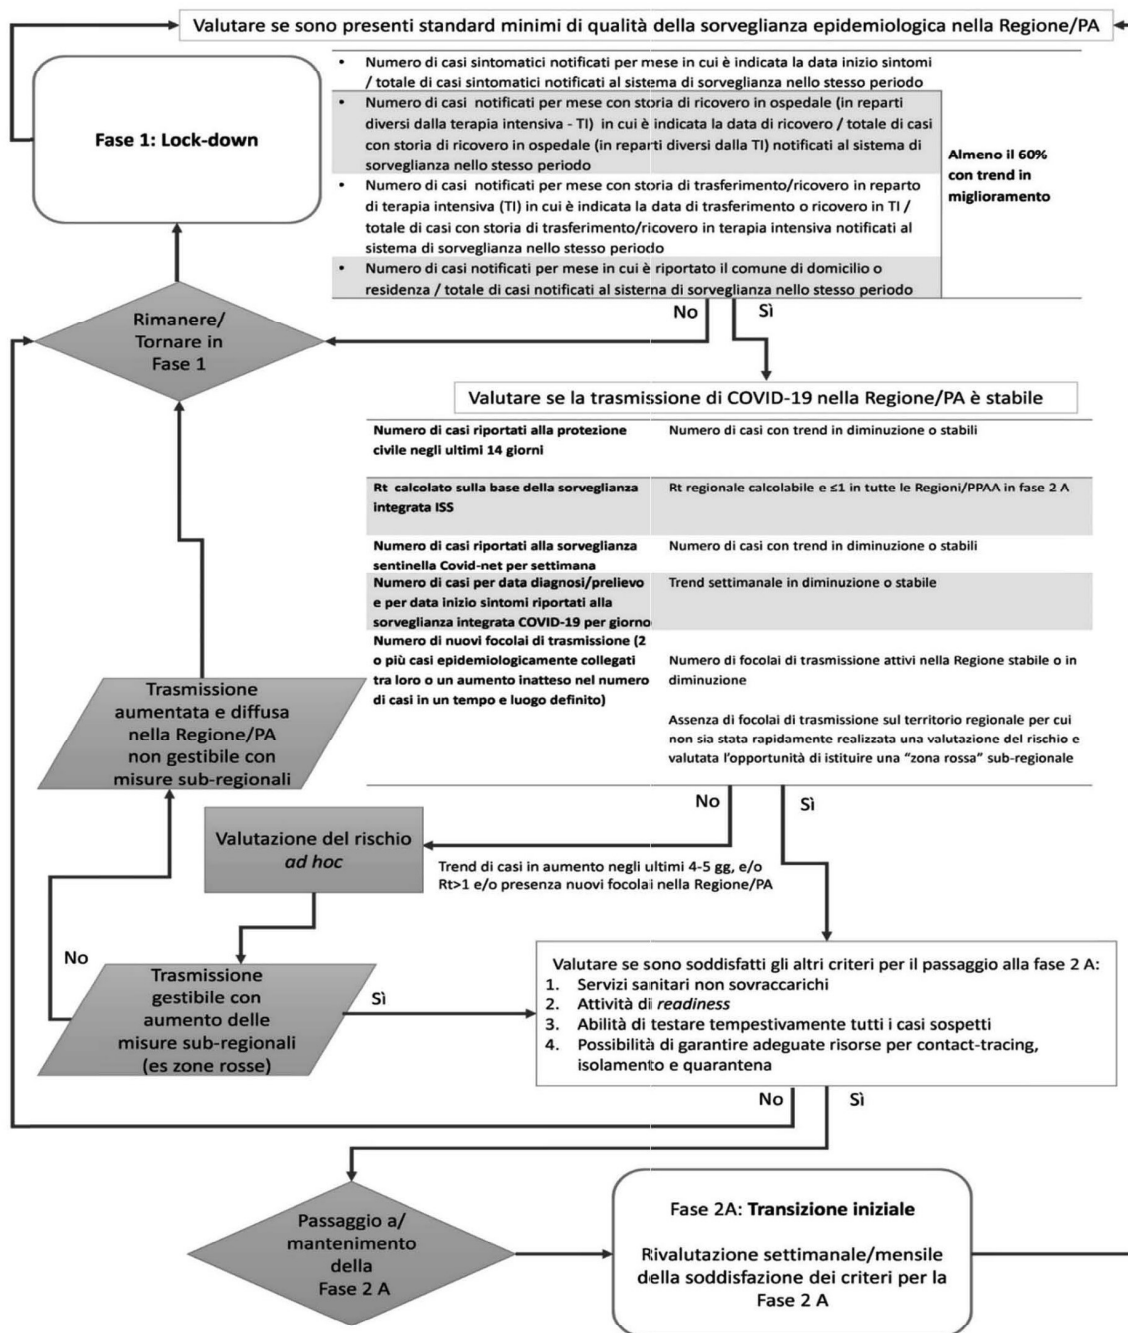 Valutare se sono presenti standard minimi di qualità della sorveglianza epidemiologica nella Regione/PA
Fase 1: Lock-down
• Numero di casi sintomatici notificati per mese in cui è indicata la data inizio sintomi
/ totale di casi sintomatici notificati al sistema di sorveglianza nello stesso periodo
• Numero di casi notificati per mese con storia di ricovero in ospedale (in reparti
diversi dalla terapia intensiva - TI) in cui è indicata la data di ricovero / totale di casi
con storia di ricovero in ospedale (in reparti diversi dalla TI) notificati al sistema di
sorveglianza nello stesso periodo
• Numero di casi notificati per mese con storia di trasferimento/ricovero in reparto
di terapia intensiva (TI) in cui è indicata la data di trasferimento o ricovero in TI /
totale di casi con storia di trasferimento/ricovero in terapia intensiva notificati al
sistema di sorveglianza nello stesso periodo
• Numero di casi notificati per mese in cui è riportato il comune di domicilio o
residenza / totale di casi notificati al sistema di sorveglianza nello stesso periodo
Almeno il 60%
con trend in
miglioramento
No
Sì
Rimanere/
Tornare in
Fase 1
Valutare se la trasmissione di COVID-19 nella Regione/PA è stabile
Numero di casi riportati alla protezione
civile negli ultimi 14 giorni
Numero di casi con trend in diminuzione o stabili
Rt calcolato sulla base della sorveglianza
integrata ISS
Rt regionale calcolabile e ≤1 in tutte le Regioni/PPAA in fase 2 A
Numero di casi riportati alla sorveglianza
sentinella Covid-net per settimana
Numero di casi con trend in diminuzione o stabili
Numero di casi per data diagnosi/prelievo
e per data inizio sintomi riportati alla
sorveglianza integrata COVID-19 per giorno
Trend settimanale in diminuzione o stabile
Numero di nuovi focolai di trasmissione (2
o più casi epidemiologicamente collegati
tra loro o un aumento inatteso nel numero
di casi in un tempo e luogo definito)
Numero di focolai di trasmissione attivi nella Regione stabile o in
diminuzione
Assenza di focolai di trasmissione sul territorio regionale per cui
non sia stata rapidamente realizzata una valutazione del rischio e
valutata l'opportunità di istituire una "zona rossa" sub-regionale
Trasmissione
aumentata e diffusa
nella Regione/PA
non gestibile con
misure sub-regionali
No
Sì
Valutazione del rischio
ad hoc
Trend di casi in aumento negli ultimi 4-5 gg, e/o
Rt>1 e/o presenza nuovi focolai nella Regione/PA
No
Trasmissione
gestibile con
aumento delle
misure sub-regionali
(es zone rosse)
Sì
Valutare se sono soddisfatti gli altri criteri per il passaggio alla fase 2 A:
1. Servizi sanitari non sovraccarichi
2. Attività di readiness
3. Abilità di testare tempestivamente tutti i casi sospetti
4. Possibilità di garantire adeguate risorse per contact-tracing,
isolamento e quarantena
No
Sì
Passaggio a/
mantenimento
della
Fase 2 A
Fase 2A: Transizione iniziale
Rivalutazione settimanale/mensile
della soddisfazione dei criteri per la
Fase 2 A